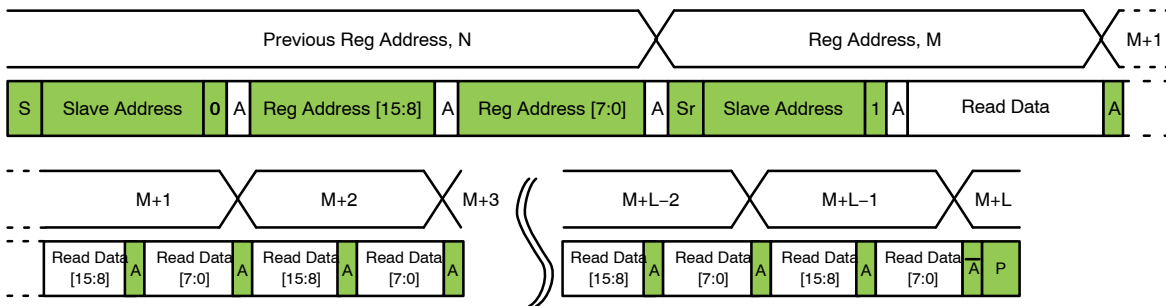 Previous Reg Address, N Reg Address, M M+1
S Slave Address 0 A Reg Address [15:8] A Reg Address [7:0] A Sr Slave Address 1 A Read Data A
M+1 M+2 M+3 M+L−2 M+L−1 M+L
Read Data A Read Data A Read Data A Read Data A Read Data A Read Data A Read Data A Read Data A P
[15:8] [7:0] [15:8] [7:0] [15:8] [7:0] [15:8] [7:0]